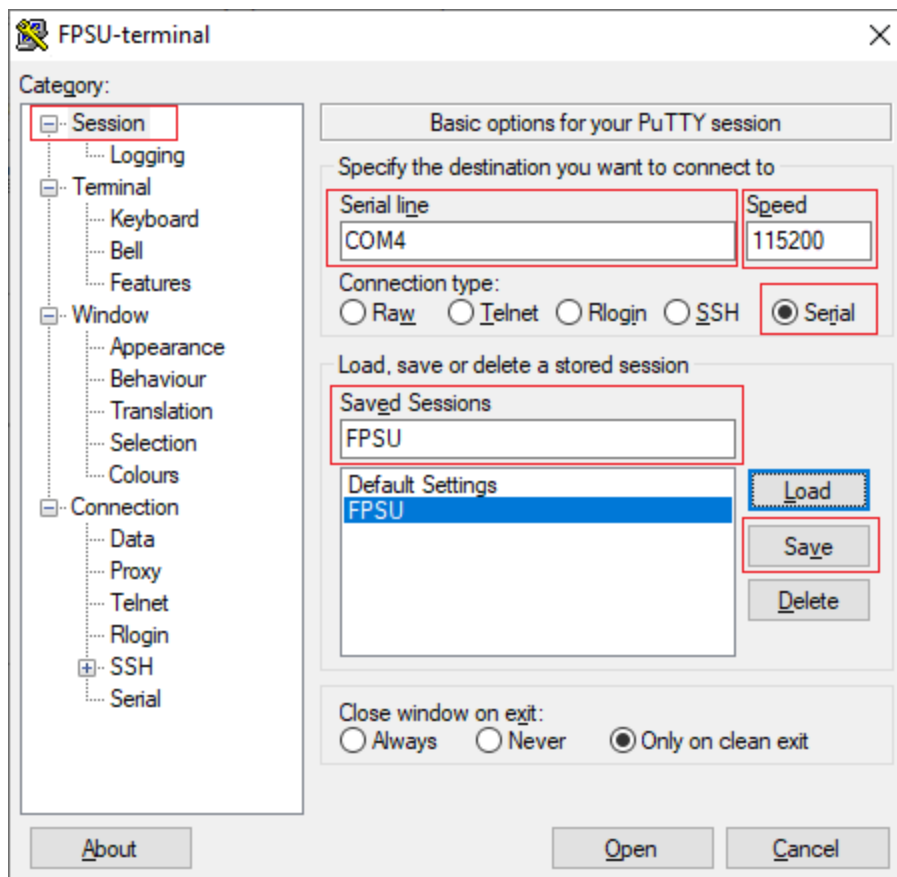 FPSU-terminal
Category:
Session
Logging
Terminal
Keyboard
Bell
Features
Window
Appearance
Behaviour
Translation
Selection
Colours
Connection
Data
Proxy
Telnet
Rlogin
SSH
Serial
Basic options for your PuTTY session
Specify the destination you want to connect to
Serial line Speed
COM4 115200
Connection type:
Raw Telnet Rlogin SSH Serial
Load, save or delete a stored session
Saved Sessions
FPSU
Default Settings
FPSU
Load
Save
Delete
Close window on exit:
Always Never Only on clean exit
About Open Cancel